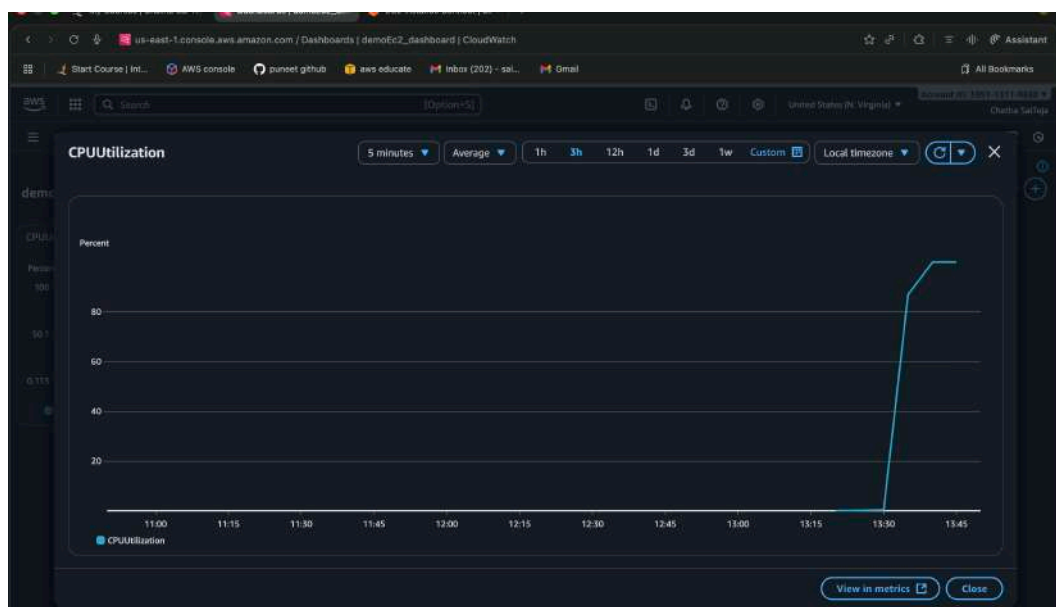 us-east-1.console.aws.amazon.com / Dashboards | demoEc2_dashboard | CloudWatch
Assistant
Start Course | Int...
AWS console
puneet github
aws educate
Inbox (202) - sai...
Gmail
All Bookmarks
aws
Search
[Option+S]
United States (N. Virginia)
CPUUtilization
5 minutes
Average
1h
3h
12h
1d
3d
1w
Custom
Local timezone
demo
Percent
80
60
40
20
11:00
11:15
11:30
11:45
12:00
12:15
12:30
12:45
13:00
13:15
13:30
13:45
CPUUtilization
View in metrics
Close